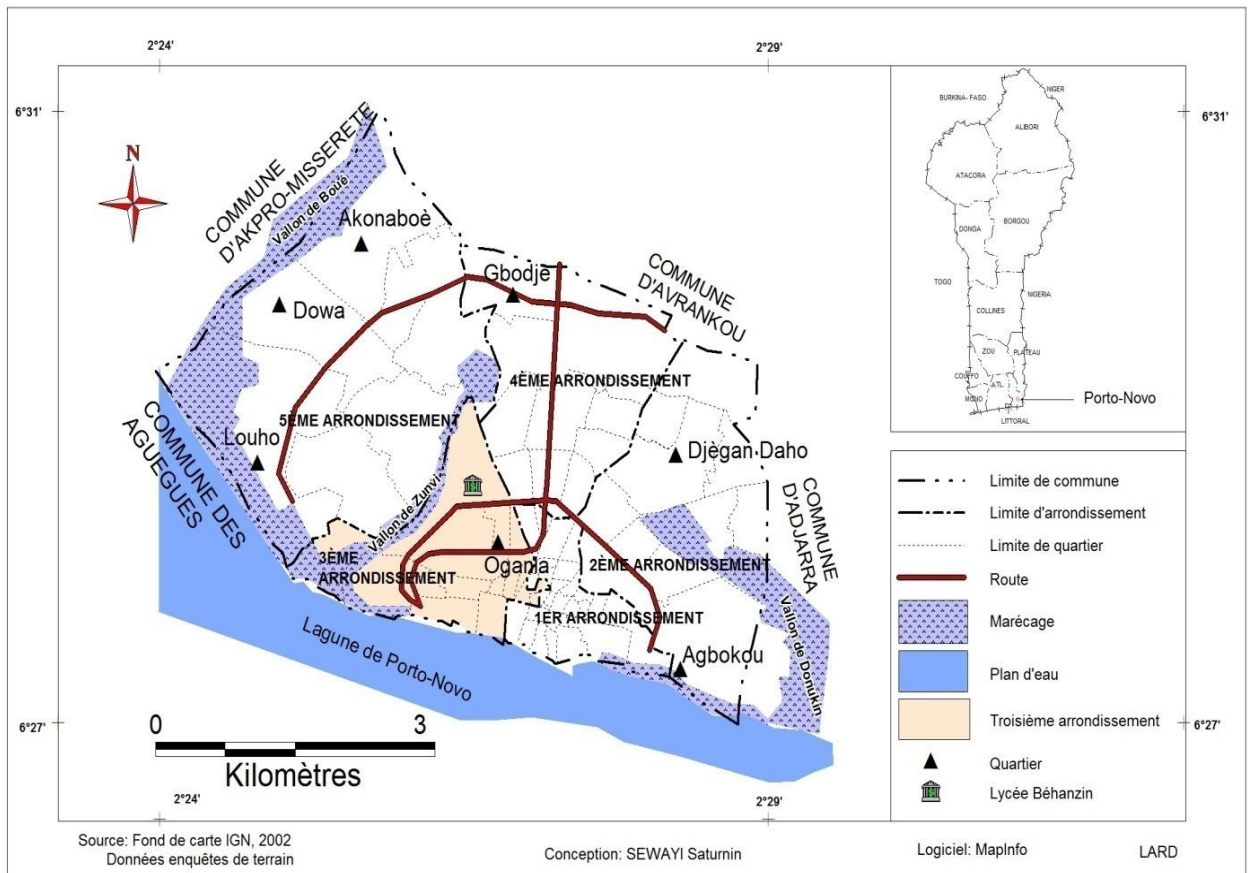 2°24'
2°29'
6°31'
6°31'
N
COMMUNE
D'AKPRO-MISSERETE
Vallon de Boué
Akonaboè
Gbodjè
COMMUNE
D'AVRANKOU
Dowa
4ÈME ARRONDISSEMENT
5ÈME ARRONDISSEMENT
Louho
COMMUNE DES
AGUEGUES
Djègan Daho
Vallon de Zunvi
COMMUNE
D'ADJARRA
3ÈME
ARRONDISSEMENT
Ogania
2ÈME ARRONDISSEMENT
1ER ARRONDISSEMENT
Vallon de Donukin
Agbokou
Lagune de Porto-Novo
6°27'
6°27'
0 3
Kilomètres
2°24'
2°29'
BURKINA- FASO
NIGER
ALIBORI
ATACORA
BORGOU
DONGA
TOGO
NIGERIA
COLLINES
ZOU
PLATEAU
COUFFO
ATL.
MONO
LITTORAL
Porto-Novo
Limite de commune
Limite d'arrondissement
Limite de quartier
Route
Marécage
Plan d'eau
Troisième arrondissement
Quartier
Lycée Béhanzin
Source: Fond de carte IGN, 2002
Données enquêtes de terrain
Conception: SEWAYI Saturnin
Logiciel: MapInfo
LARD